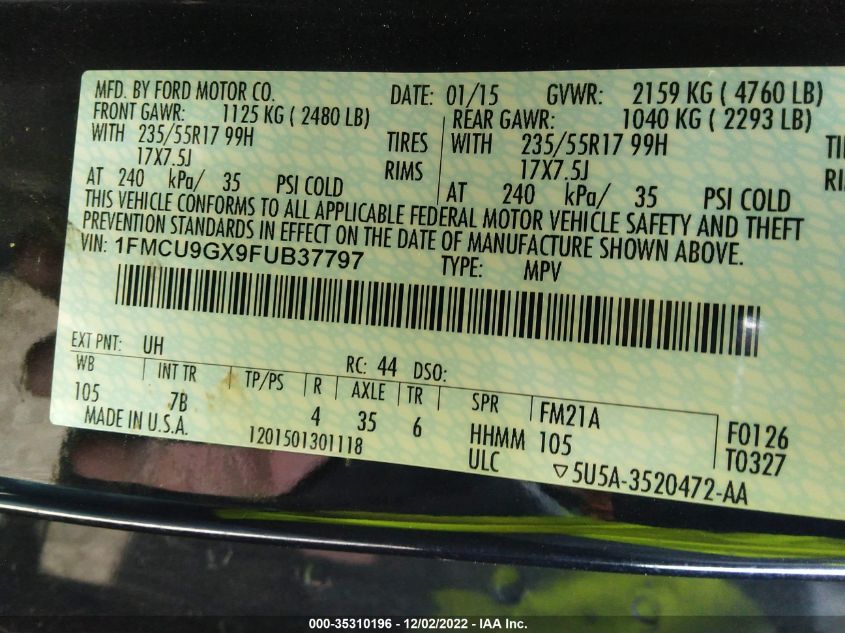 MFD. BY FORD MOTOR CO. DATE: 01/15 GVWR: 2159 KG ( 4760 LB)
FRONT GAWR: 1125 KG ( 2480 LB) REAR GAWR: 1040 KG ( 2293 LB)
WITH 235/55R17 99H TIRES WITH 235/55R17 99H
17X7.5J RIMS 17X7.5J
AT 240 kPa/ 35 PSI COLD AT 240 kPa/ 35 PSI COLD
THIS VEHICLE CONFORMS TO ALL APPLICABLE FEDERAL MOTOR VEHICLE SAFETY AND THEFT
PREVENTION STANDARDS IN EFFECT ON THE DATE OF MANUFACTURE SHOWN ABOVE.
VIN: 1FMCU9GX9FUB37797 TYPE: MPV
EXT PNT: UH RC: 44 DSO:
WB INT TR TP/PS R AXLE TR SPR FM21A F0126
105 7B 4 35 6 HHMM 105 T0327
MADE IN U.S.A. 1201501301118 ULC ▽5U5A-3520472-AA
000-35310196 - 12/02/2022 - IAA Inc.